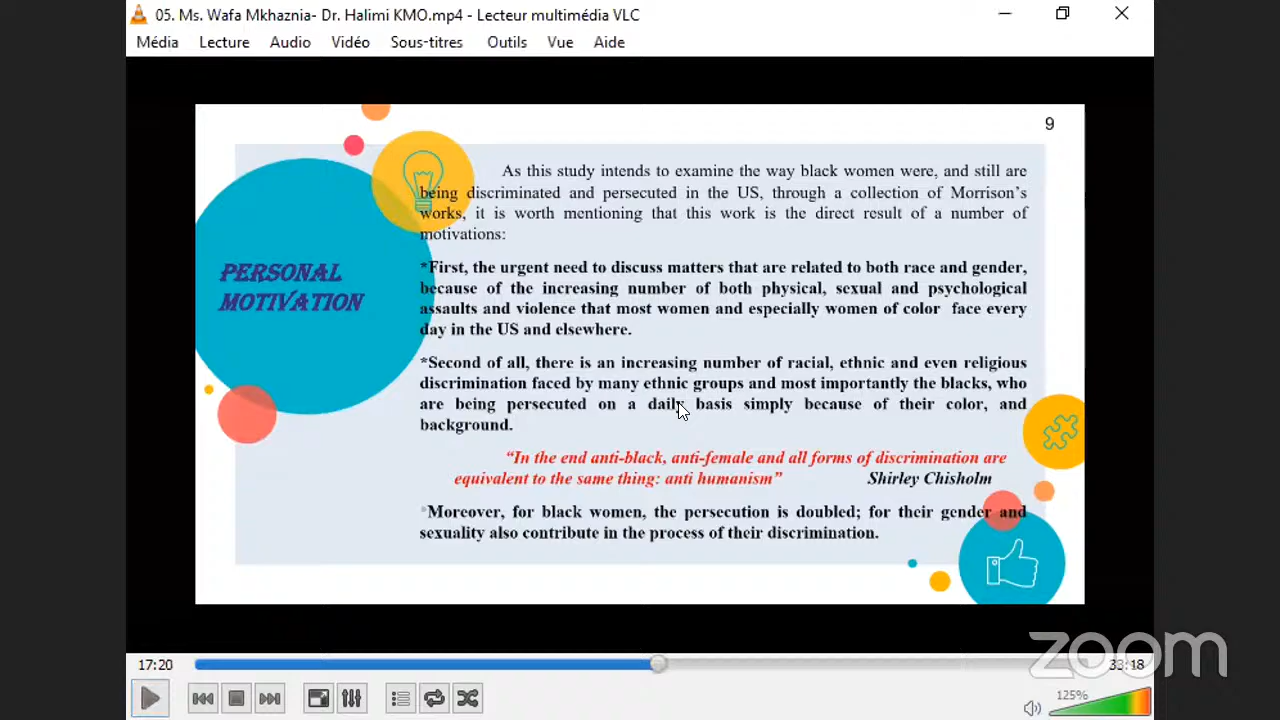 05. Ms. Wafa Mkhaznia- Dr. Halimi KMO.mp4 - Lecteur multimédia VLC
Média Lecture Audio Vidéo Sous-titres Outils Vue Aide
9
As this study intends to examine the way black women were, and still are
being discriminated and persecuted in the US, through a collection of Morrison's
works, it is worth mentioning that this work is the direct result of a number of
motivations:
PERSONAL
MOTIVATION
*First, the urgent need to discuss matters that are related to both race and gender,
because of the increasing number of both physical, sexual and psychological
assaults and violence that most women and especially women of color face every
day in the US and elsewhere.
*Second of all, there is an increasing number of racial, ethnic and even religious
discrimination faced by many ethnic groups and most importantly the blacks, who
are being persecuted on a daily basis simply because of their color, and
background.
“In the end anti-black, anti-female and all forms of discrimination are
equivalent to the same thing: anti humanism” Shirley Chisholm
*Moreover, for black women, the persecution is doubled; for their gender and
sexuality also contribute in the process of their discrimination.
zoom
17:20
33:18
125%